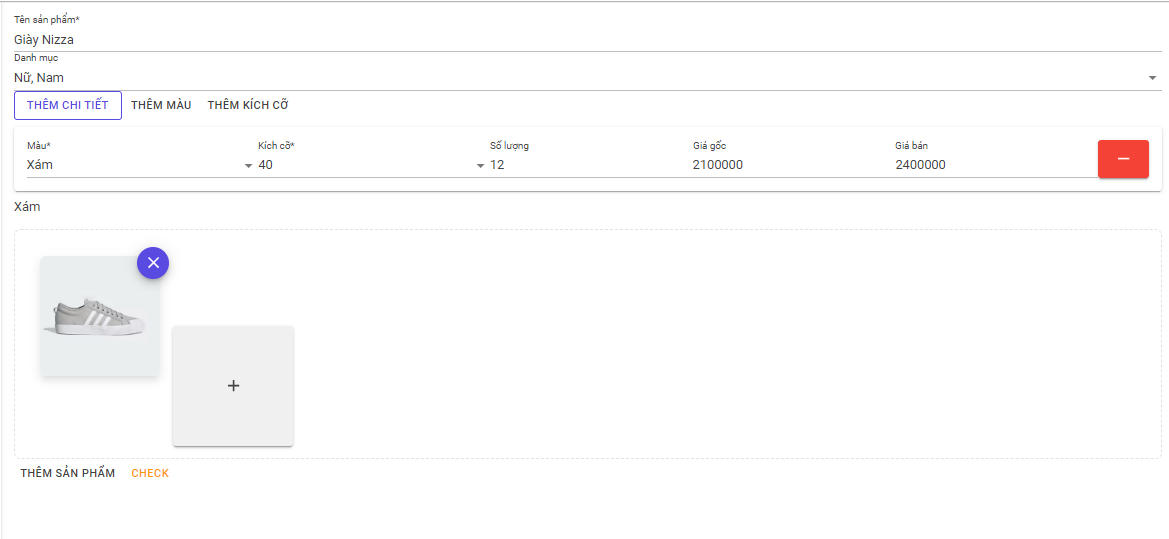 Tên sản phẩm*
Giày Nizza
Danh mục
Nữ, Nam
THÊM CHI TIẾT THÊM MÀU THÊM KÍCH CỠ
Màu* Kích cỡ* Số lượng Giá gốc Giá bán
Xám 40 12 2100000 2400000
Xám
THÊM SẢN PHẨM CHECK